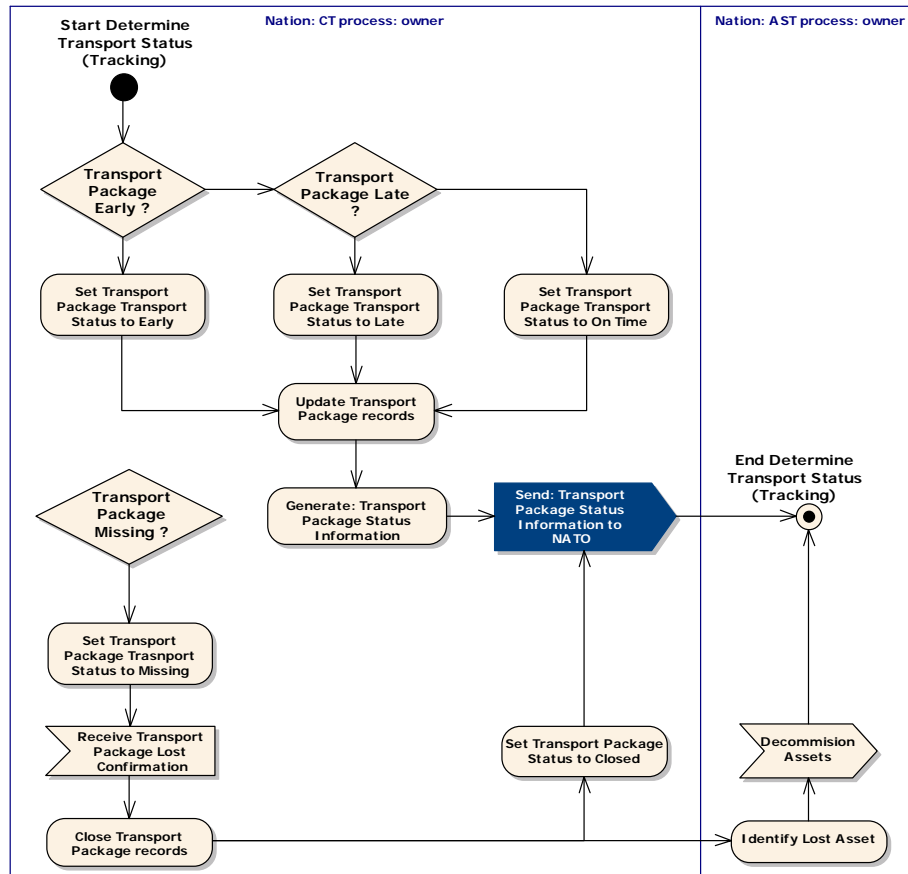 Nation: CT process: owner
Nation: AST process: owner
Start Determine
Transport Status
(Tracking)
Transport
Package
Early ?
Transport
Package Late
?
Set Transport
Package Transport
Status to Early
Set Transport
Package Transport
Status to Late
Set Transport
Package Transport
Status to On Time
Update Transport
Package records
Transport
Package
Missing ?
Generate: Transport
Package Status
Information
Send: Transport
Package Status
Information to
NATO
End Determine
Transport Status
(Tracking)
Set Transport
Package Trasnport
Status to Missing
Receive Transport
Package Lost
Confirmation
Set Transport Package
Status to Closed
Decommision
Assets
Close Transport
Package records
Identify Lost Asset